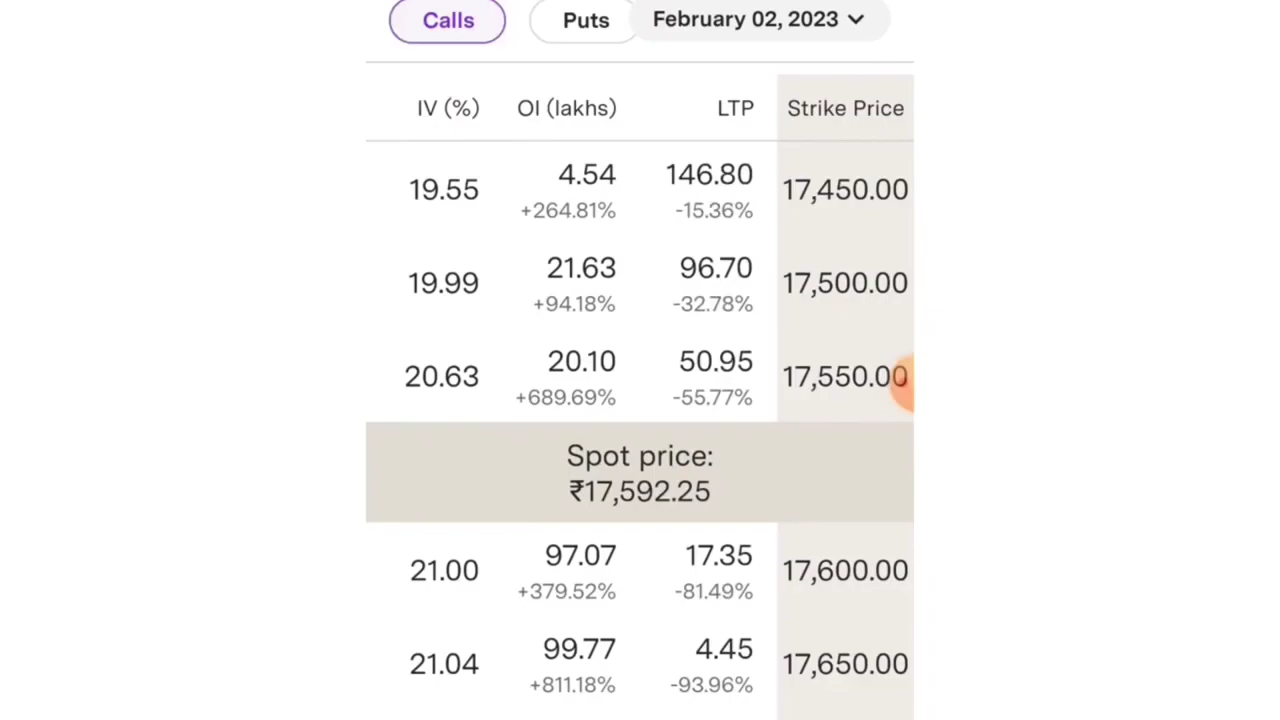 Calls Puts February 02, 2023
IV (%) OI (lakhs) LTP Strike Price
19.55 4.54 146.80 17,450.00
+264.81% -15.36%
19.99 21.63 96.70 17,500.00
+94.18% -32.78%
20.63 20.10 50.95 17,550.00
+689.69% -55.77%
Spot price:
₹17,592.25
21.00 97.07 17.35 17,600.00
+379.52% -81.49%
21.04 99.77 4.45 17,650.00
+811.18% -93.96%